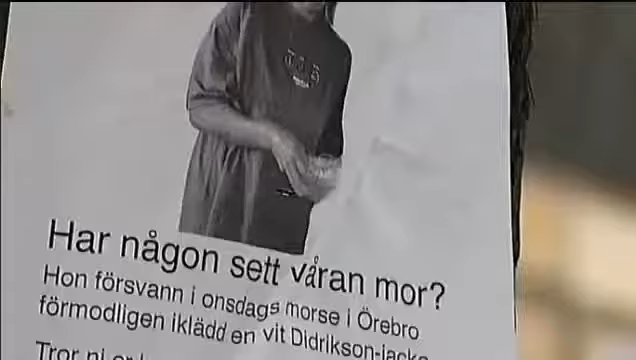 Har någon sett våran mor?
Hon försvann i onsdags morse i Örebro
förmodligen iklädd en vit Didrikson-jacka
Tror ni